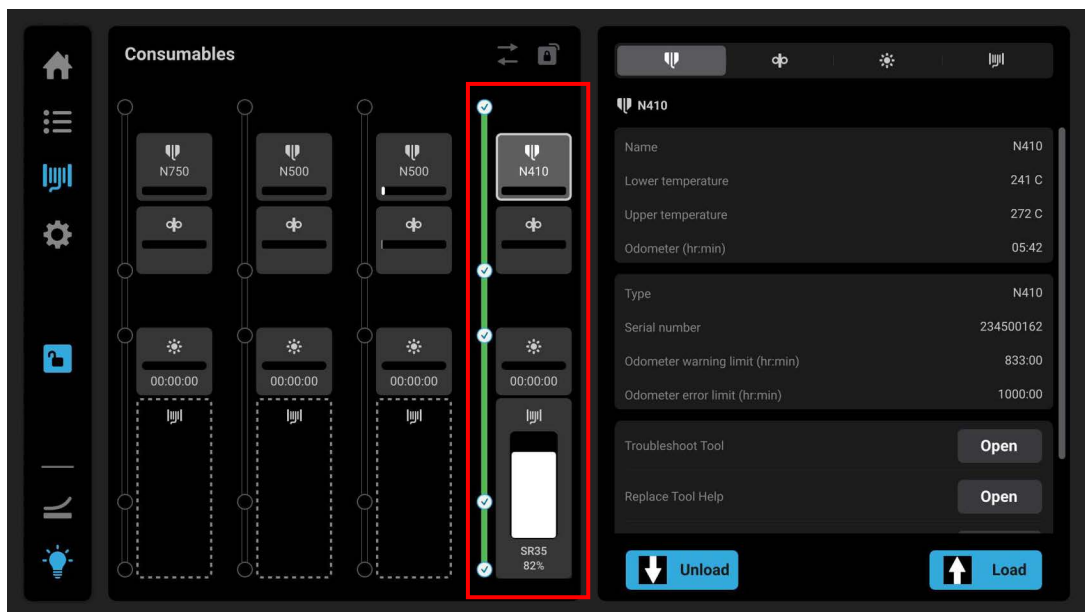 Consumables
N750
N500
N500
N410
00:00:00
00:00:00
00:00:00
00:00:00
SR35
82%
N410
Name N410
Lower temperature 241 C
Upper temperature 272 C
Odometer (hr:min) 05:42
Type N410
Serial number 234500162
Odometer warning limit (hr:min) 833:00
Odometer error limit (hr:min) 1000:00
Troubleshoot Tool Open
Replace Tool Help Open
Unload
Load